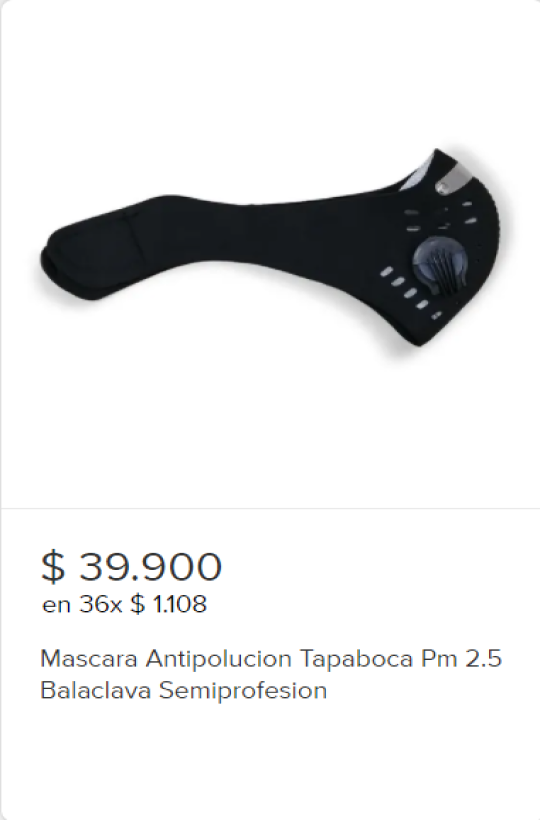 $ 39.900
en 36x $ 1.108
Mascara Antipolucion Tapaboca Pm 2.5
Balaclava Semiprofesion